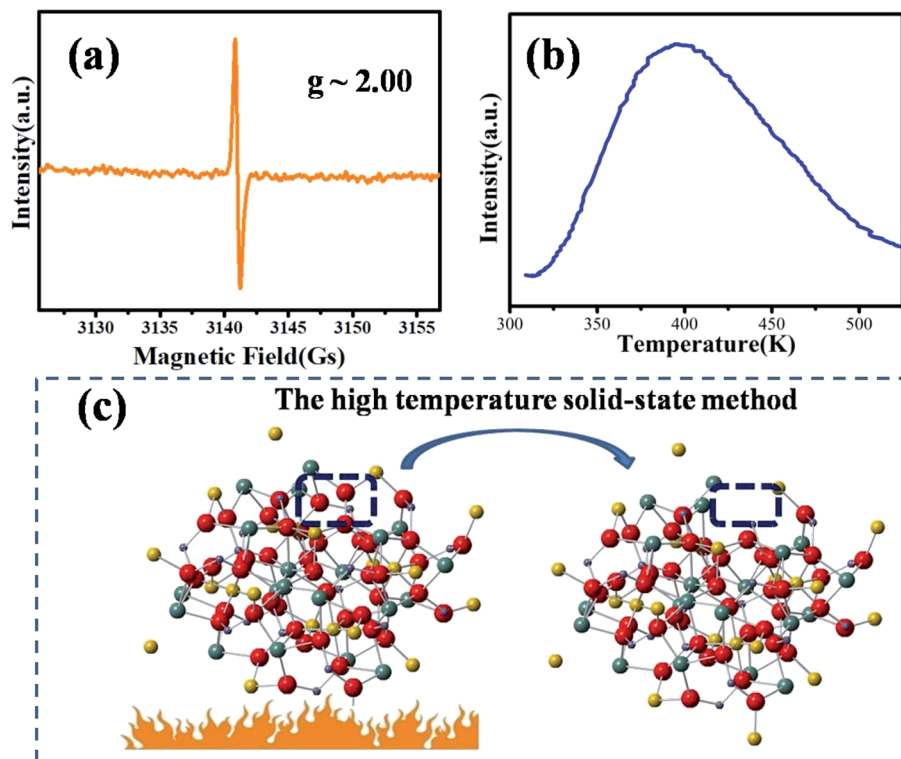 (a)
g ~ 2.00
Intensity(a.u.)
3130 3135 3140 3145 3150 3155
Magnetic Field(Gs)
(b)
Intensity(a.u.)
300 350 400 450 500
Temperature(K)
(c)
The high temperature solid-state method